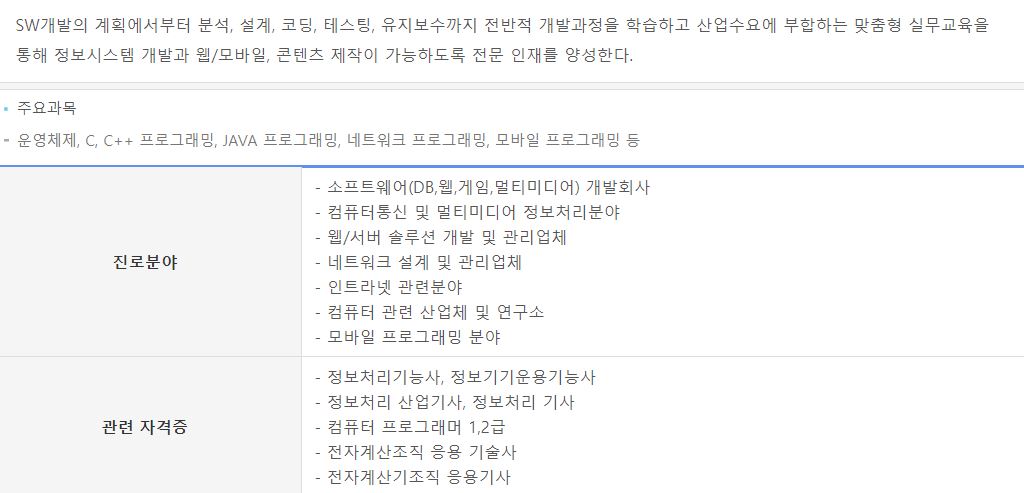 SW개발의 계획에서부터 분석, 설계, 코딩, 테스팅, 유지보수까지 전반적 개발과정을 학습하고 산업수요에 부합하는 맞춤형 실무교육을
통해 정보시스템 개발과 웹/모바일, 콘텐츠 제작이 가능하도록 전문 인재를 양성한다.
주요과목
- 운영체제, C, C++ 프로그래밍, JAVA 프로그래밍, 네트워크 프로그래밍, 모바일 프로그래밍 등
진로분야
- 소프트웨어(DB,웹,게임,멀티미디어) 개발회사
- 컴퓨터통신 및 멀티미디어 정보처리분야
- 웹/서버 솔루션 개발 및 관리업체
- 네트워크 설계 및 관리업체
- 인트라넷 관련분야
- 컴퓨터 관련 산업체 및 연구소
- 모바일 프로그래밍 분야
관련 자격증
- 정보처리기능사, 정보기기운용기능사
- 정보처리 산업기사, 정보처리 기사
- 컴퓨터 프로그래머 1,2급
- 전자계산조직 응용 기술사
- 전자계산기조직 응용기사